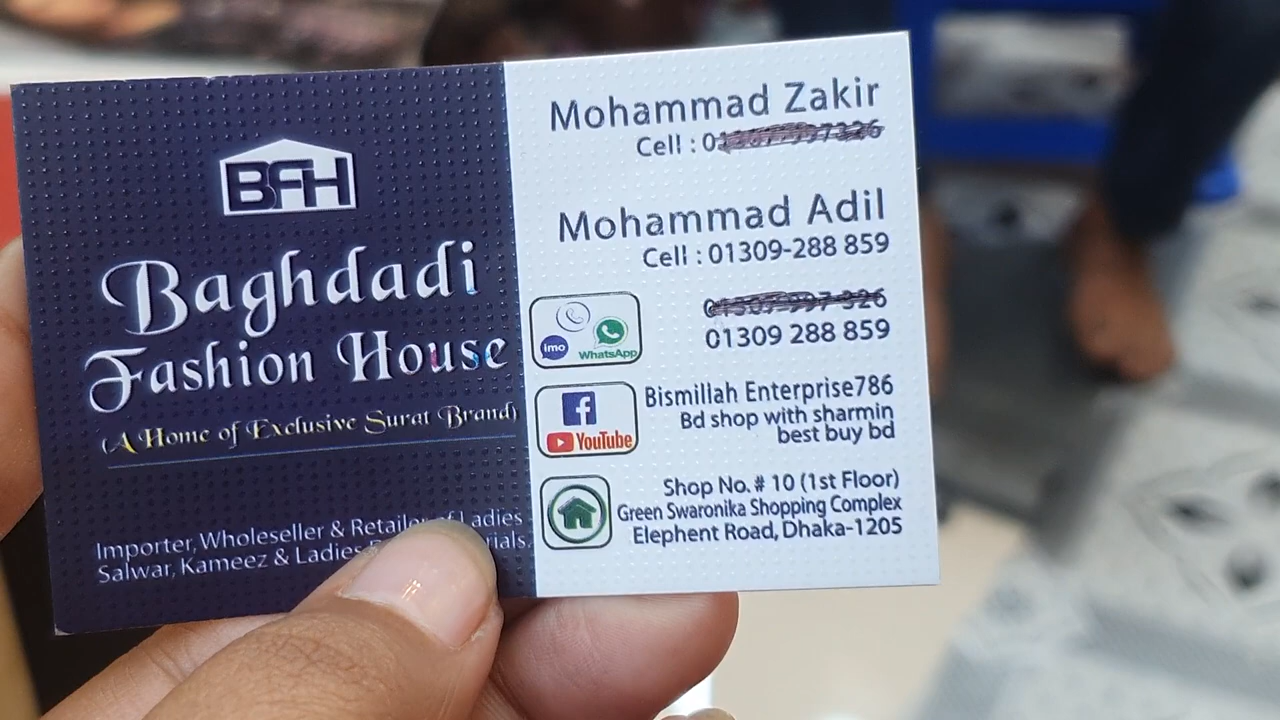 BFH
Baghdadi
Fashion House
(A Home of Exclusive Surat Brand)
Importer, Wholeseller & Retailer of Ladies
Salwar, Kameez & Ladies
Mohammad Zakir
Cell : 0
Mohammad Adil
Cell : 01309-288 859
imo
WhatsApp
01309 288 859
YouTube
Bismillah Enterprise786
Bd shop with sharmin
best buy bd
Shop No. # 10 (1st Floor)
Green Swaronika Shopping Complex
Elephent Road, Dhaka-1205